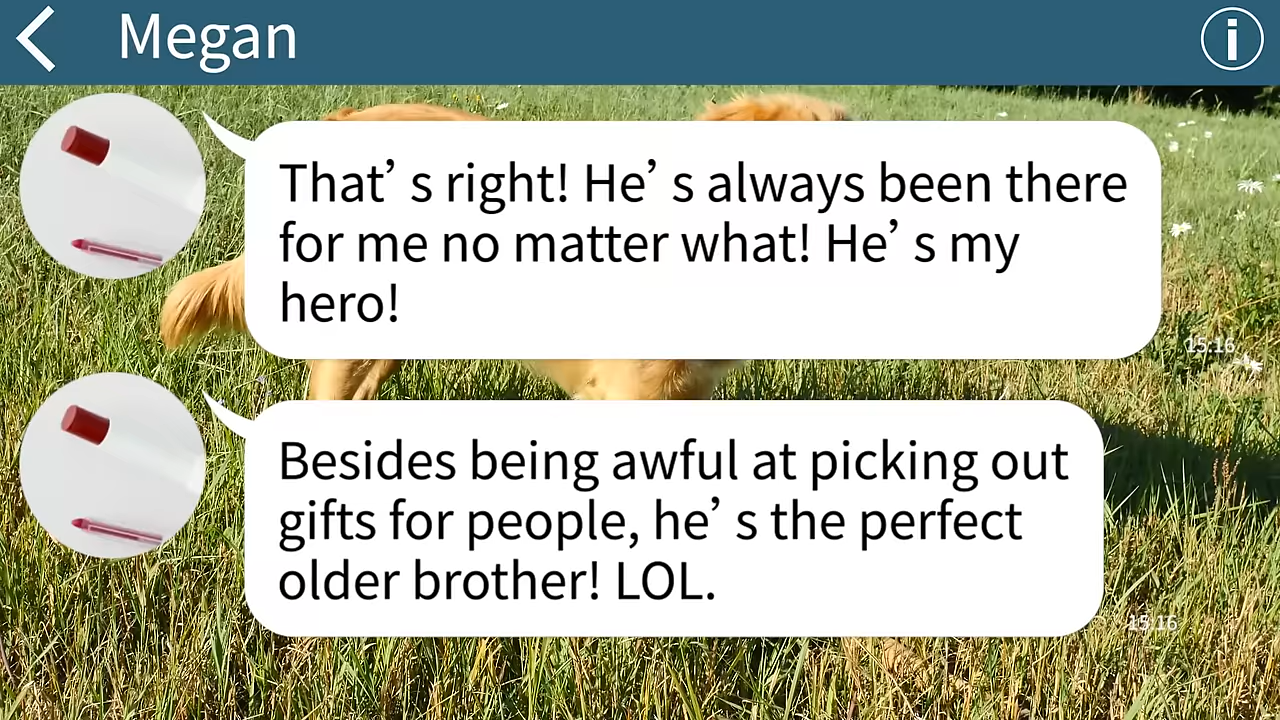 Megan
That’s right! He’s always been there
for me no matter what! He’s my
hero!
15:16
Besides being awful at picking out
gifts for people, he’s the perfect
older brother! LOL.
15:16